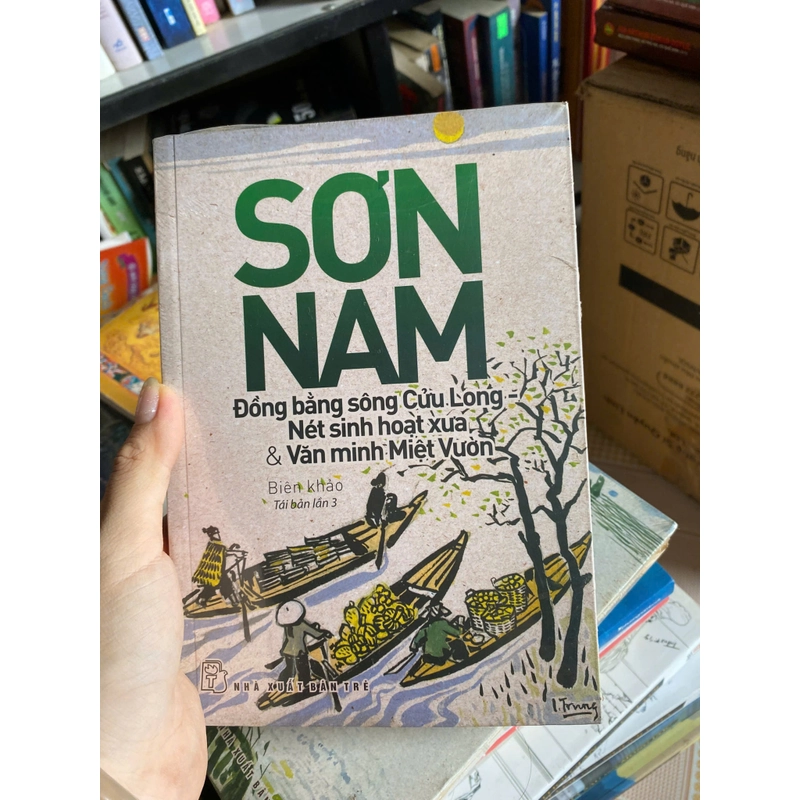 SƠN
NAM
Đồng bằng sông Cửu Long -
Nét sinh hoạt xưa
& Văn minh Miệt Vườn
Biên khảo
Tái bản lần 3
NHÀ XUẤT BẢN TRẺ